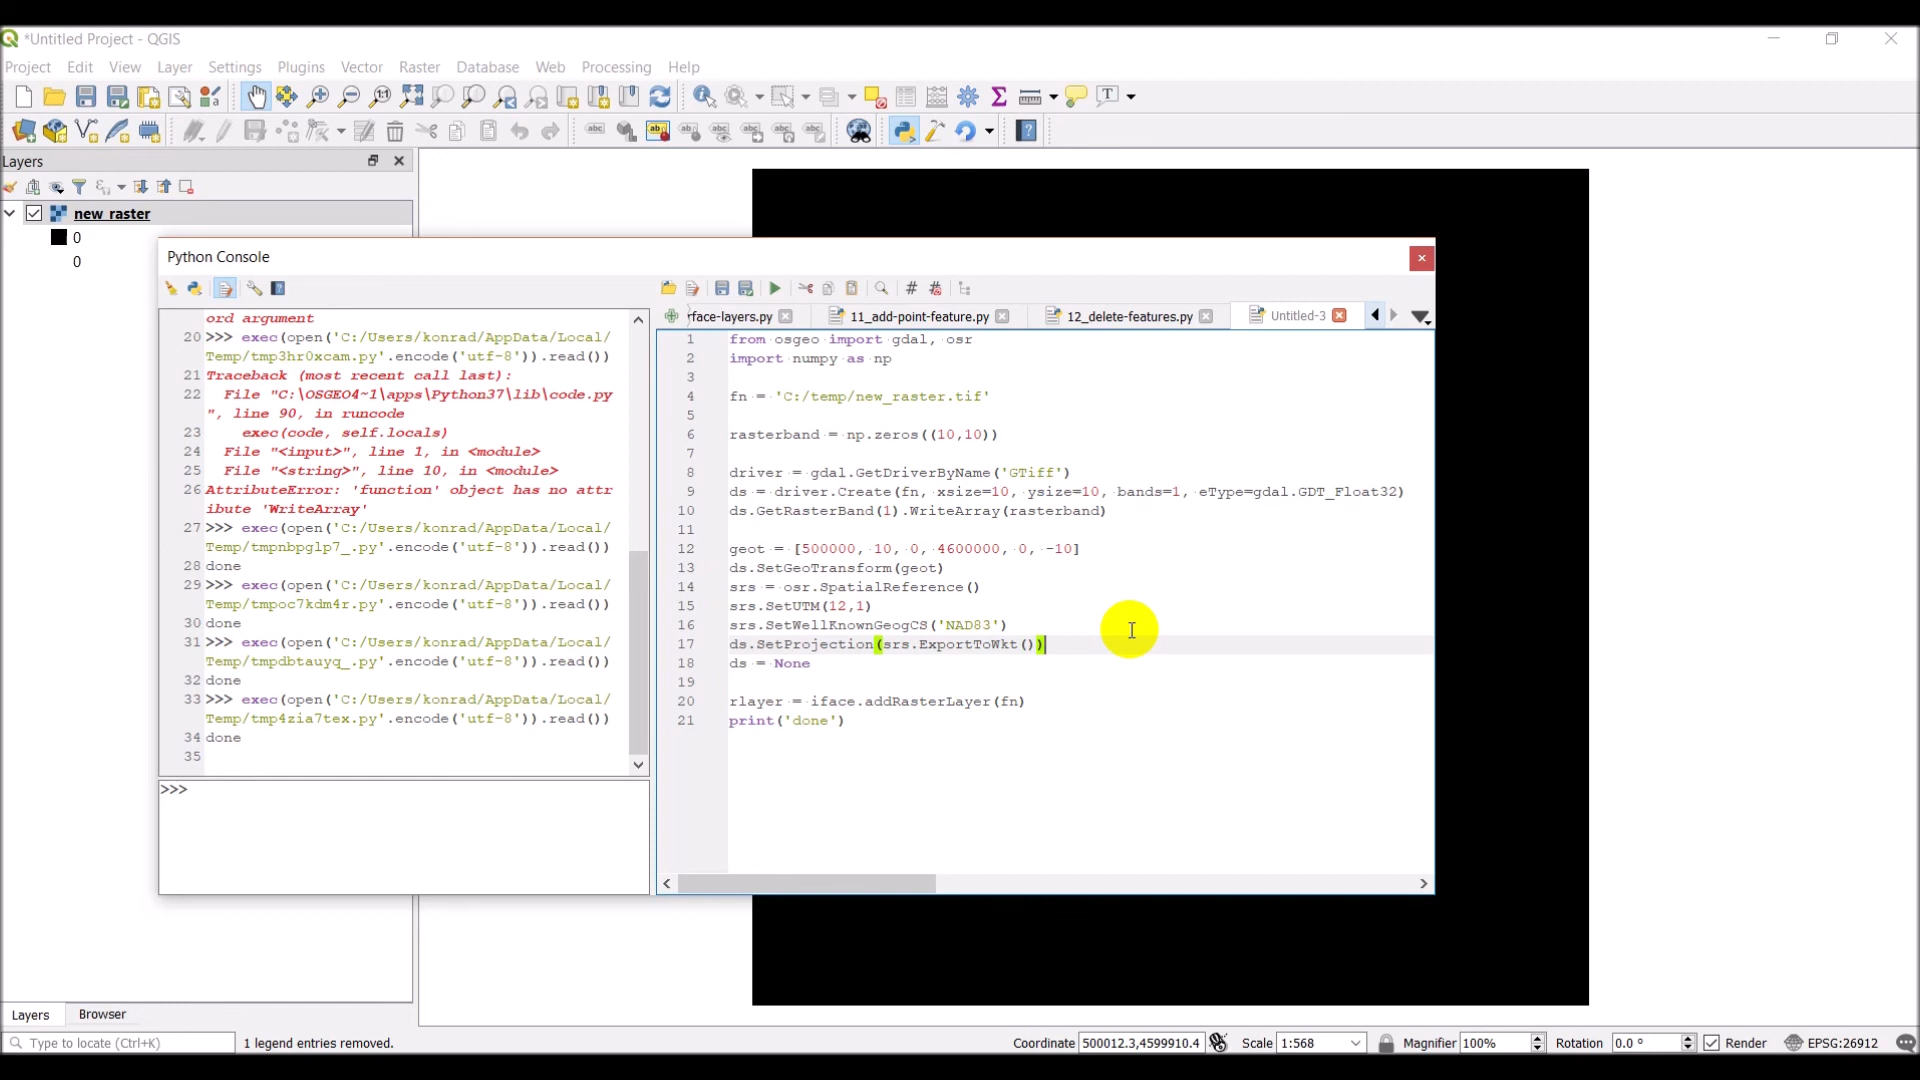 *Untitled Project - QGIS
Project Edit View Layer Settings Plugins Vector Raster Database Web Processing Help
Layers
new_raster
0
0
Python Console
ord argument
20 >>> exec(open('C:/Users/konrad/AppData/Local/
Temp/tmp3hr0xcam.py'.encode('utf-8')).read())
21 Traceback (most recent call last):
22 File "C:\OSGEO4~1\apps\Python37\lib\code.py
", line 90, in runcode
23 exec(code, self.locals)
24 File "<input>", line 1, in <module>
25 File "<string>", line 10, in <module>
26 AttributeError: 'function' object has no attr
ibute 'WriteArray'
27 >>> exec(open('C:/Users/konrad/AppData/Local/
Temp/tmpnbpglp7_.py'.encode('utf-8')).read())
28 done
29 >>> exec(open('C:/Users/konrad/AppData/Local/
Temp/tmpoc7kdm4r.py'.encode('utf-8')).read())
30 done
31 >>> exec(open('C:/Users/konrad/AppData/Local/
Temp/tmpdbtauyq_.py'.encode('utf-8')).read())
32 done
33 >>> exec(open('C:/Users/konrad/AppData/Local/
Temp/tmp4zia7tex.py'.encode('utf-8')).read())
34 done
35
>>>
rface-layers.py 11_add-point-feature.py 12_delete-features.py Untitled-3
1 from osgeo import gdal, osr
2 import numpy as np
3
4 fn = 'C:/temp/new_raster.tif'
5
6 rasterband = np.zeros((10,10))
7
8 driver = gdal.GetDriverByName('GTiff')
9 ds = driver.Create(fn, xsize=10, ysize=10, bands=1, eType=gdal.GDT_Float32)
10 ds.GetRasterBand(1).WriteArray(rasterband)
11
12 geot = [500000, 10, 0, 4600000, 0, -10]
13 ds.SetGeoTransform(geot)
14 srs = osr.SpatialReference()
15 srs.SetUTM(12,1)
16 srs.SetWellKnownGeogCS('NAD83')
17 ds.SetProjection(srs.ExportToWkt())
18 ds = None
19
20 rlayer = iface.addRasterLayer(fn)
21 print('done')
Layers Browser
Type to locate (Ctrl+K) 1 legend entries removed. Coordinate 500012.3,4599910.4 Scale 1:568 Magnifier 100% Rotation 0.0 ° Render EPSG:26912